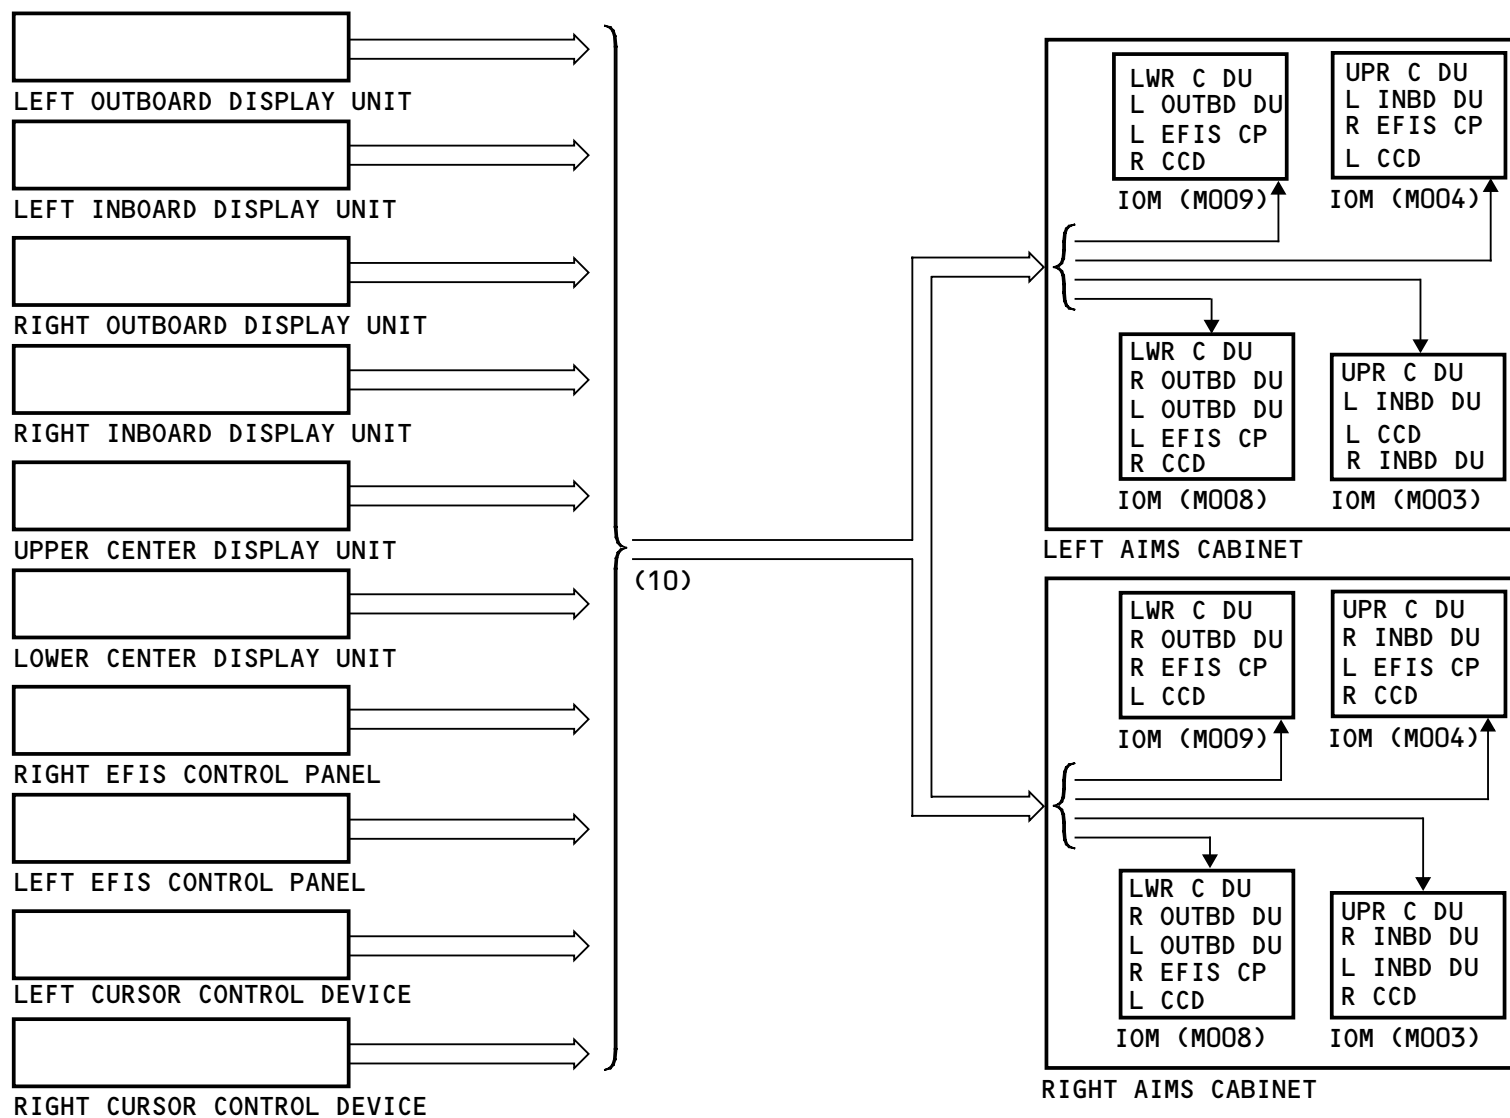 LEFT OUTBOARD DISPLAY UNIT
LEFT INBOARD DISPLAY UNIT
RIGHT OUTBOARD DISPLAY UNIT
RIGHT INBOARD DISPLAY UNIT
UPPER CENTER DISPLAY UNIT
LOWER CENTER DISPLAY UNIT
RIGHT EFIS CONTROL PANEL
LEFT EFIS CONTROL PANEL
LEFT CURSOR CONTROL DEVICE
RIGHT CURSOR CONTROL DEVICE
(10)
LWR C DU
L OUTBD DU
L EFIS CP
R CCD
IOM (M009)
UPR C DU
L INBD DU
R EFIS CP
L CCD
IOM (M004)
LWR C DU
R OUTBD DU
L OUTBD DU
L EFIS CP
R CCD
IOM (M008)
UPR C DU
L INBD DU
L CCD
R INBD DU
IOM (M003)
LEFT AIMS CABINET
LWR C DU
R OUTBD DU
R EFIS CP
L CCD
IOM (M009)
UPR C DU
R INBD DU
L EFIS CP
R CCD
IOM (M004)
LWR C DU
R OUTBD DU
L OUTBD DU
R EFIS CP
L CCD
IOM (M008)
UPR C DU
R INBD DU
L INBD DU
R CCD
IOM (M003)
RIGHT AIMS CABINET